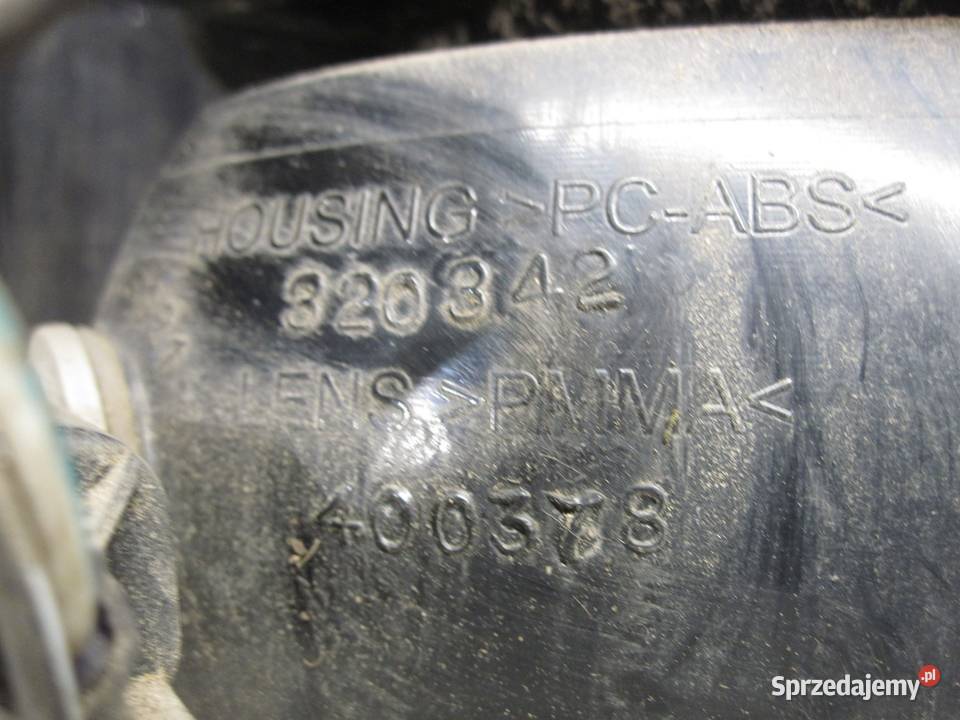 HOUSING >PC-ABS<
320342
LENS >PMMA<
400378
Sprzedajemy.pl